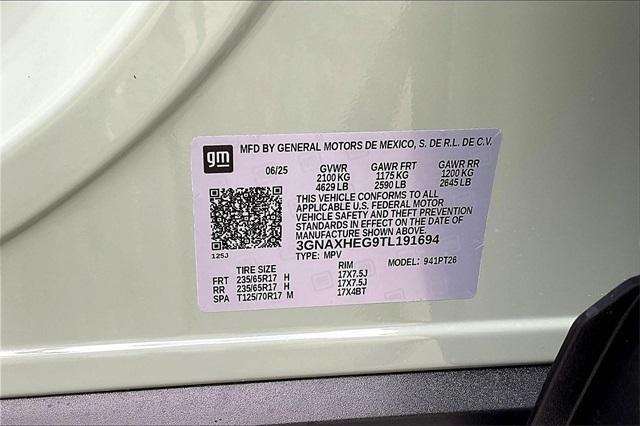 gm MFD BY GENERAL MOTORS DE MEXICO, S. DE R.L. DE C.V.
06/25 GVWR GAWR FRT GAWR RR
2100 KG 1175 KG 1200 KG
4629 LB 2590 LB 2645 LB
THIS VEHICLE CONFORMS TO ALL
APPLICABLE U.S. FEDERAL MOTOR
VEHICLE SAFETY AND THEFT PREVENTION
STANDARDS IN EFFECT ON THE DATE OF
MANUFACTURE SHOWN ABOVE.
3GNAXHEG9TL191694
125J TYPE: MPV MODEL: 941PT26
TIRE SIZE RIM
FRT 235/65R17 H 17X7.5J
RR 235/65R17 H 17X7.5J
SPA T125/70R17 M 17X4BT